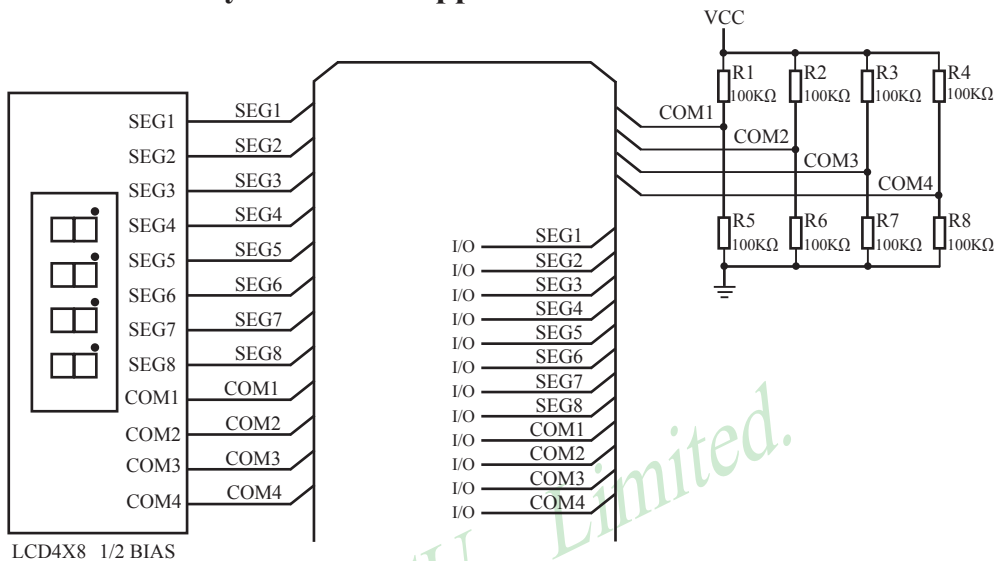 VCC
R1
100KΩ
R2
100KΩ
R3
100KΩ
R4
100KΩ
COM1
COM2
COM3
COM4
R5
100KΩ
R6
100KΩ
R7
100KΩ
R8
100KΩ
SEG1 SEG1
SEG2 SEG2
SEG3 SEG3
SEG4 SEG4
SEG5 SEG5
SEG6 SEG6
SEG7 SEG7
SEG8 SEG8
COM1 COM1
COM2 COM2
COM3 COM3
COM4 COM4
I/O SEG1
I/O SEG2
I/O SEG3
I/O SEG4
I/O SEG5
I/O SEG6
I/O SEG7
I/O SEG8
I/O COM1
I/O COM2
I/O COM3
I/O COM4
Limited.
LCD4X8 1/2 BIAS